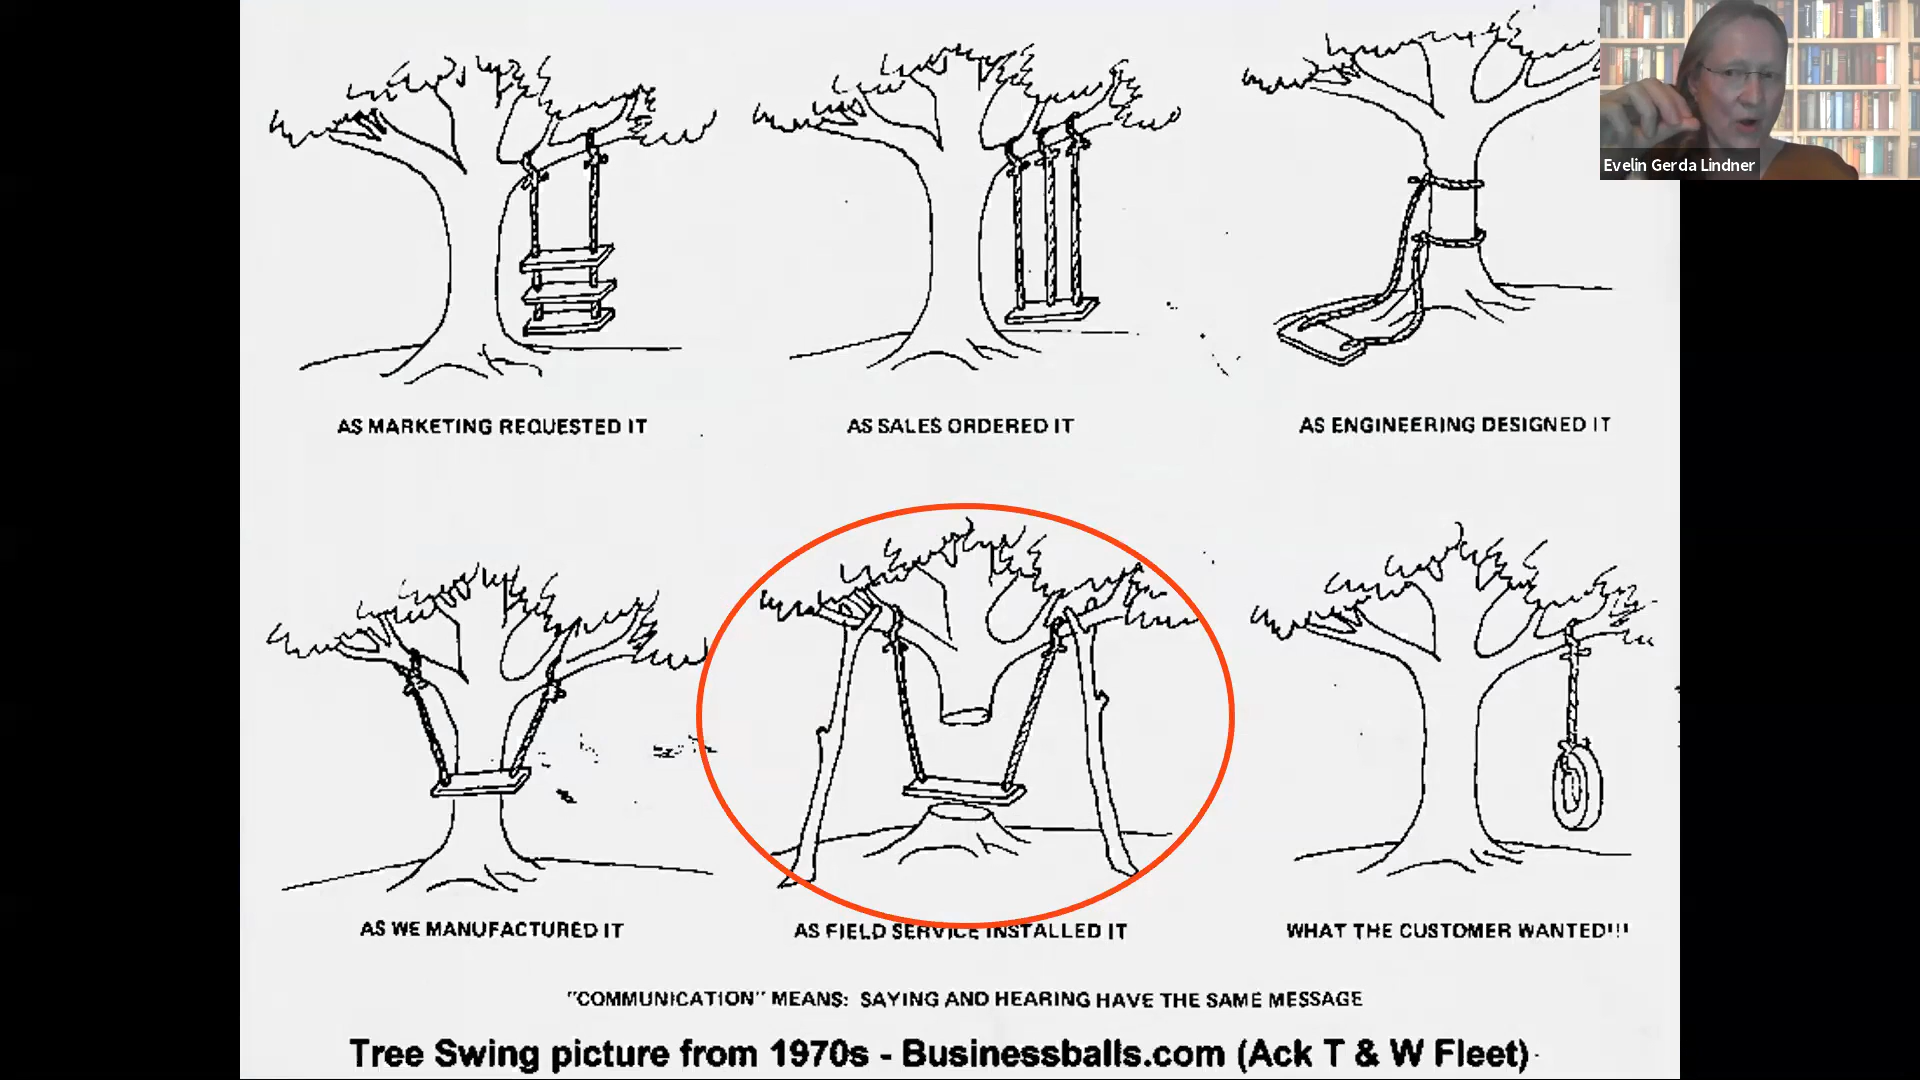 Evelin Gerda Lindner
AS MARKETING REQUESTED IT
AS SALES ORDERED IT
AS ENGINEERING DESIGNED IT
AS WE MANUFACTURED IT
AS FIELD SERVICE INSTALLED IT
WHAT THE CUSTOMER WANTED!!!
"COMMUNICATION" MEANS: SAYING AND HEARING HAVE THE SAME MESSAGE
Tree Swing picture from 1970s - Businessballs.com (Ack T & W Fleet)